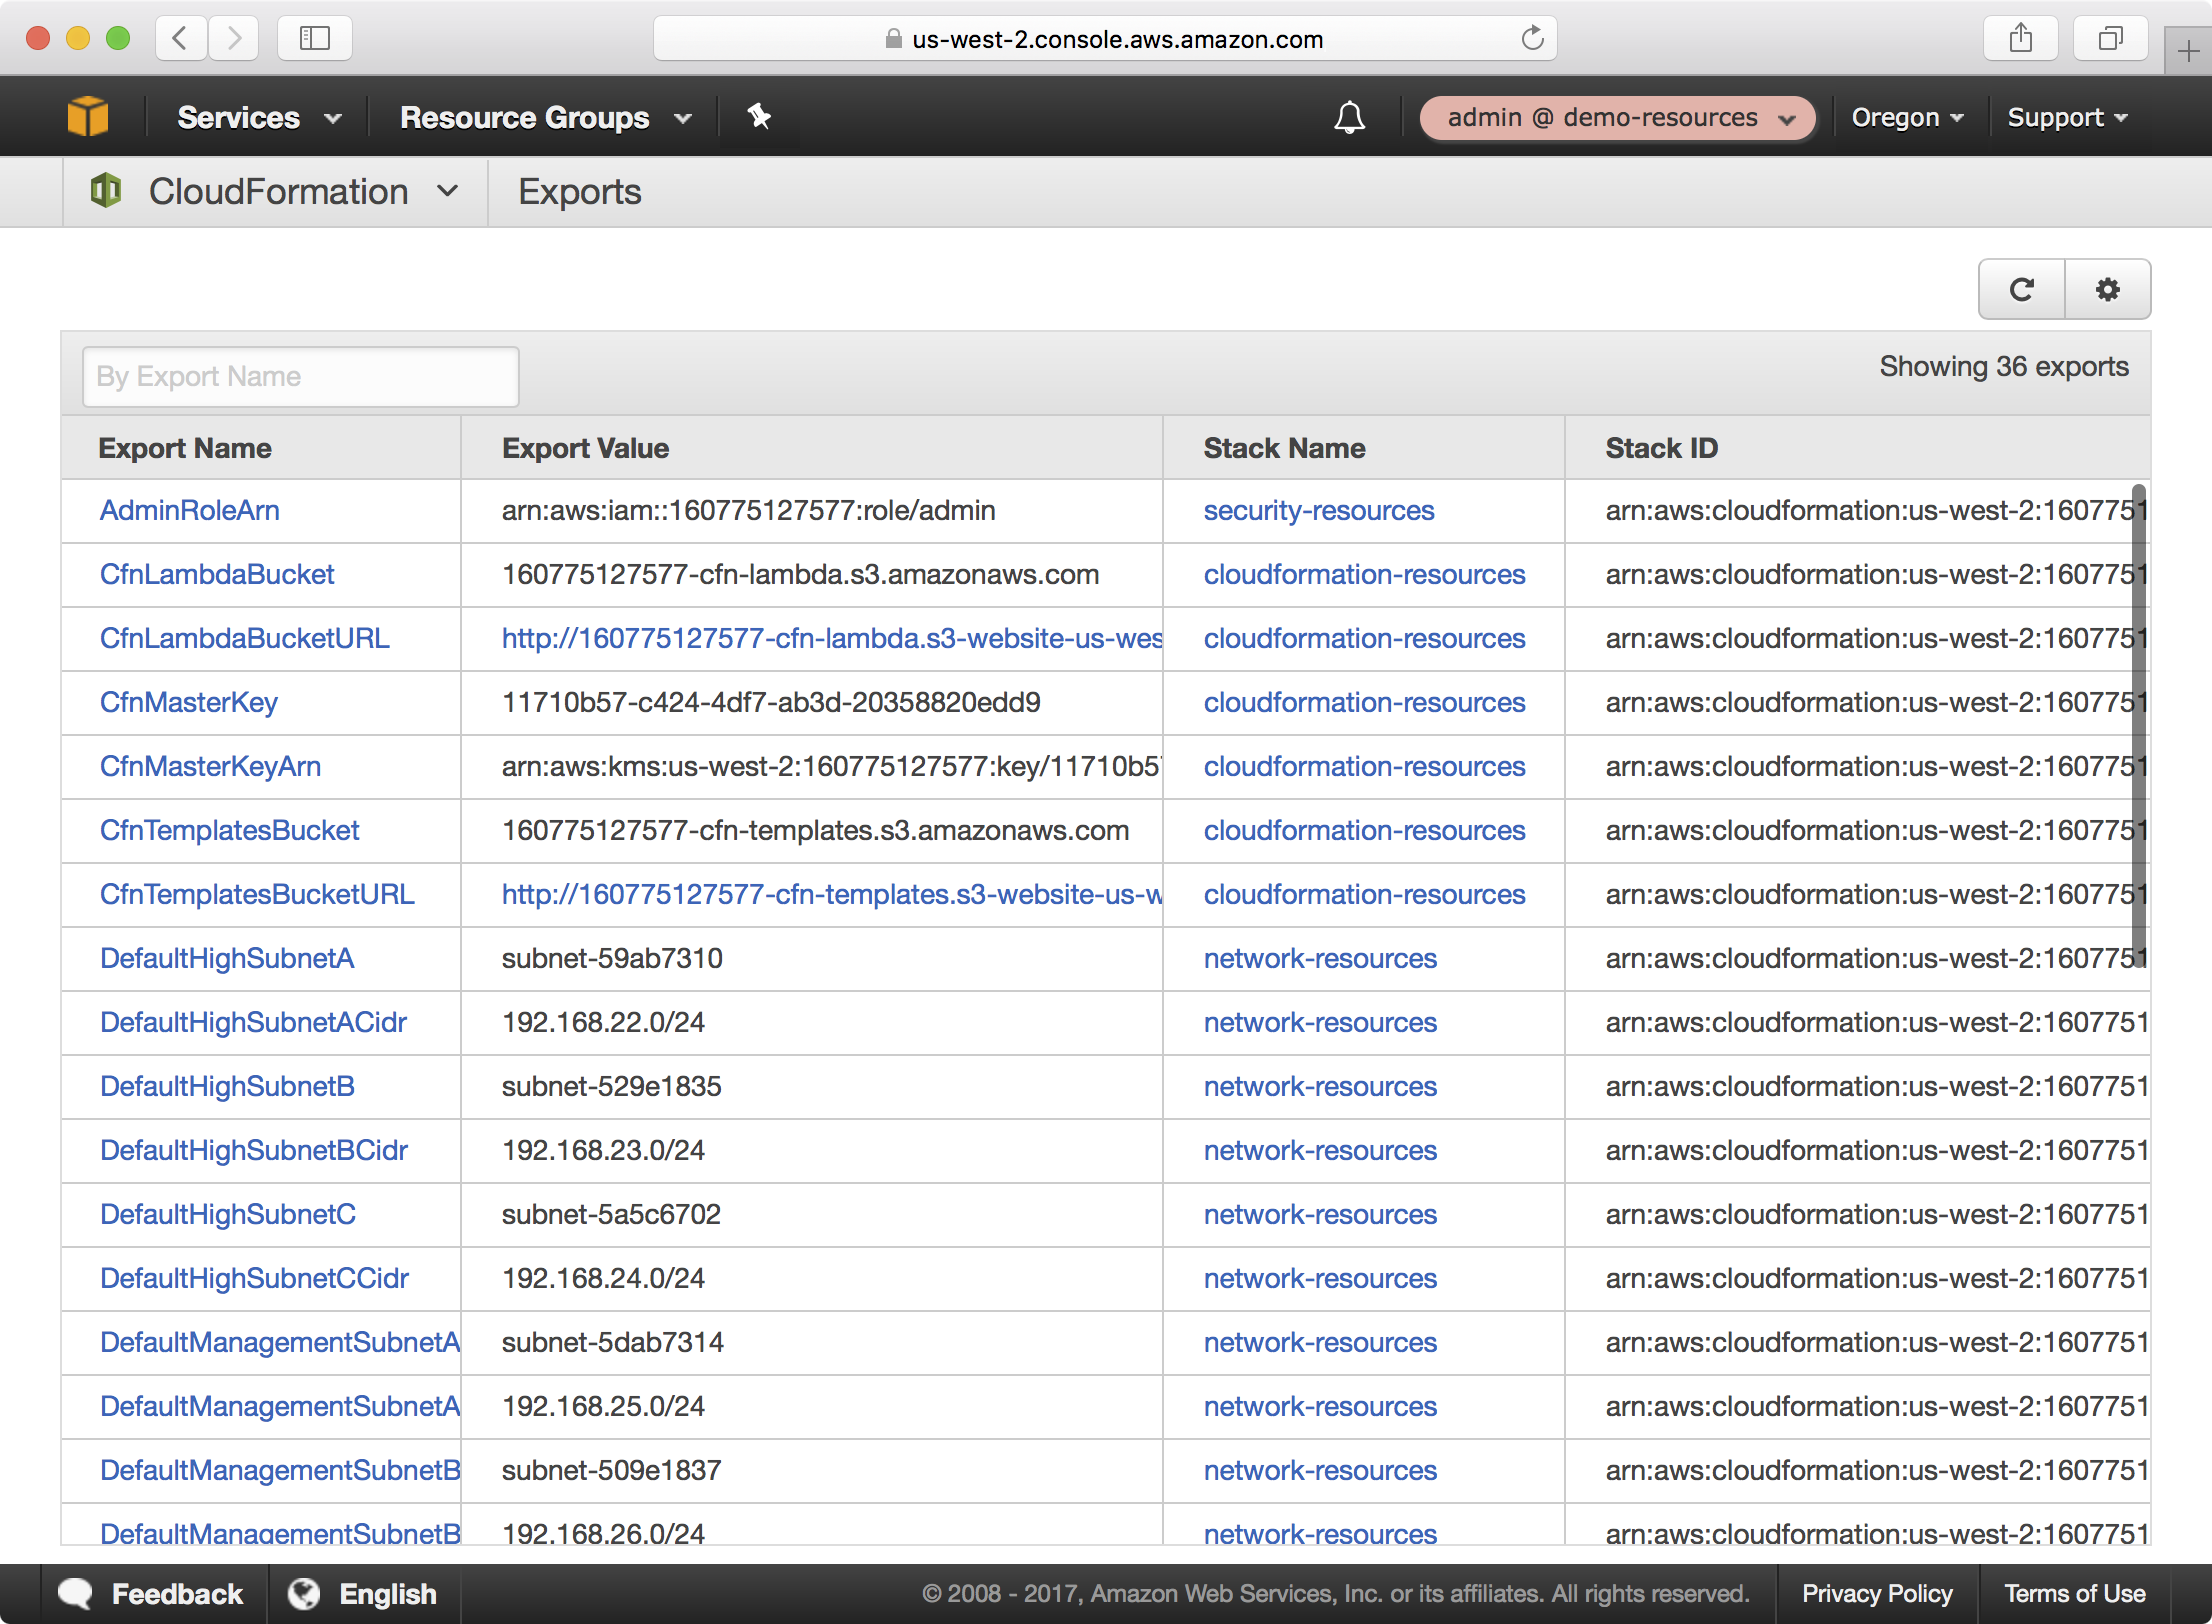 us-west-2.console.aws.amazon.com
Services Resource Groups admin @ demo-resources Oregon Support
CloudFormation Exports
By Export Name Showing 36 exports
Export Name Export Value Stack Name Stack ID
AdminRoleArn arn:aws:iam::160775127577:role/admin security-resources arn:aws:cloudformation:us-west-2:1607751
CfnLambdaBucket 160775127577-cfn-lambda.s3.amazonaws.com cloudformation-resources arn:aws:cloudformation:us-west-2:1607751
CfnLambdaBucketURL http://160775127577-cfn-lambda.s3-website-us-wes cloudformation-resources arn:aws:cloudformation:us-west-2:1607751
CfnMasterKey 11710b57-c424-4df7-ab3d-20358820edd9 cloudformation-resources arn:aws:cloudformation:us-west-2:1607751
CfnMasterKeyArn arn:aws:kms:us-west-2:160775127577:key/11710b57 cloudformation-resources arn:aws:cloudformation:us-west-2:1607751
CfnTemplatesBucket 160775127577-cfn-templates.s3.amazonaws.com cloudformation-resources arn:aws:cloudformation:us-west-2:1607751
CfnTemplatesBucketURL http://160775127577-cfn-templates.s3-website-us-w cloudformation-resources arn:aws:cloudformation:us-west-2:1607751
DefaultHighSubnetA subnet-59ab7310 network-resources arn:aws:cloudformation:us-west-2:1607751
DefaultHighSubnetACidr 192.168.22.0/24 network-resources arn:aws:cloudformation:us-west-2:1607751
DefaultHighSubnetB subnet-529e1835 network-resources arn:aws:cloudformation:us-west-2:1607751
DefaultHighSubnetBCidr 192.168.23.0/24 network-resources arn:aws:cloudformation:us-west-2:1607751
DefaultHighSubnetC subnet-5a5c6702 network-resources arn:aws:cloudformation:us-west-2:1607751
DefaultHighSubnetCCidr 192.168.24.0/24 network-resources arn:aws:cloudformation:us-west-2:1607751
DefaultManagementSubnetA subnet-5dab7314 network-resources arn:aws:cloudformation:us-west-2:1607751
DefaultManagementSubnetA 192.168.25.0/24 network-resources arn:aws:cloudformation:us-west-2:1607751
DefaultManagementSubnetB subnet-509e1837 network-resources arn:aws:cloudformation:us-west-2:1607751
DefaultManagementSubnetB 192.168.26.0/24 network-resources arn:aws:cloudformation:us-west-2:1607751
Feedback English © 2008 - 2017, Amazon Web Services, Inc. or its affiliates. All rights reserved. Privacy Policy Terms of Use